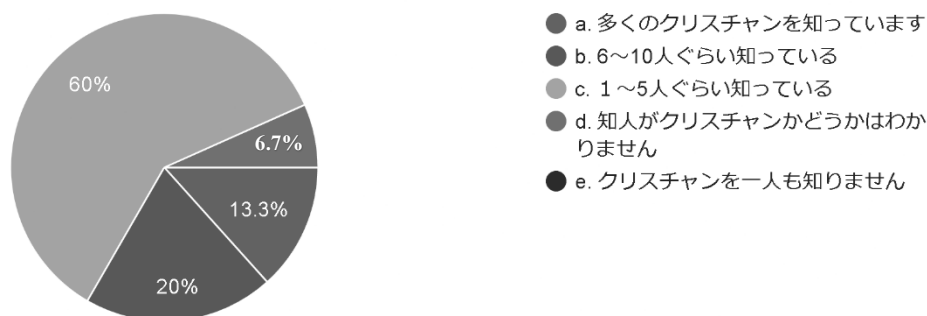 60%
6.7%
13.3%
20%
a. 多くのクリスチャンを知っています
b. 6～10人ぐらい知っている
c. １～5人ぐらい知っている
d. 知人がクリスチャンかどうかはわか
りません
e. クリスチャンを一人も知りません